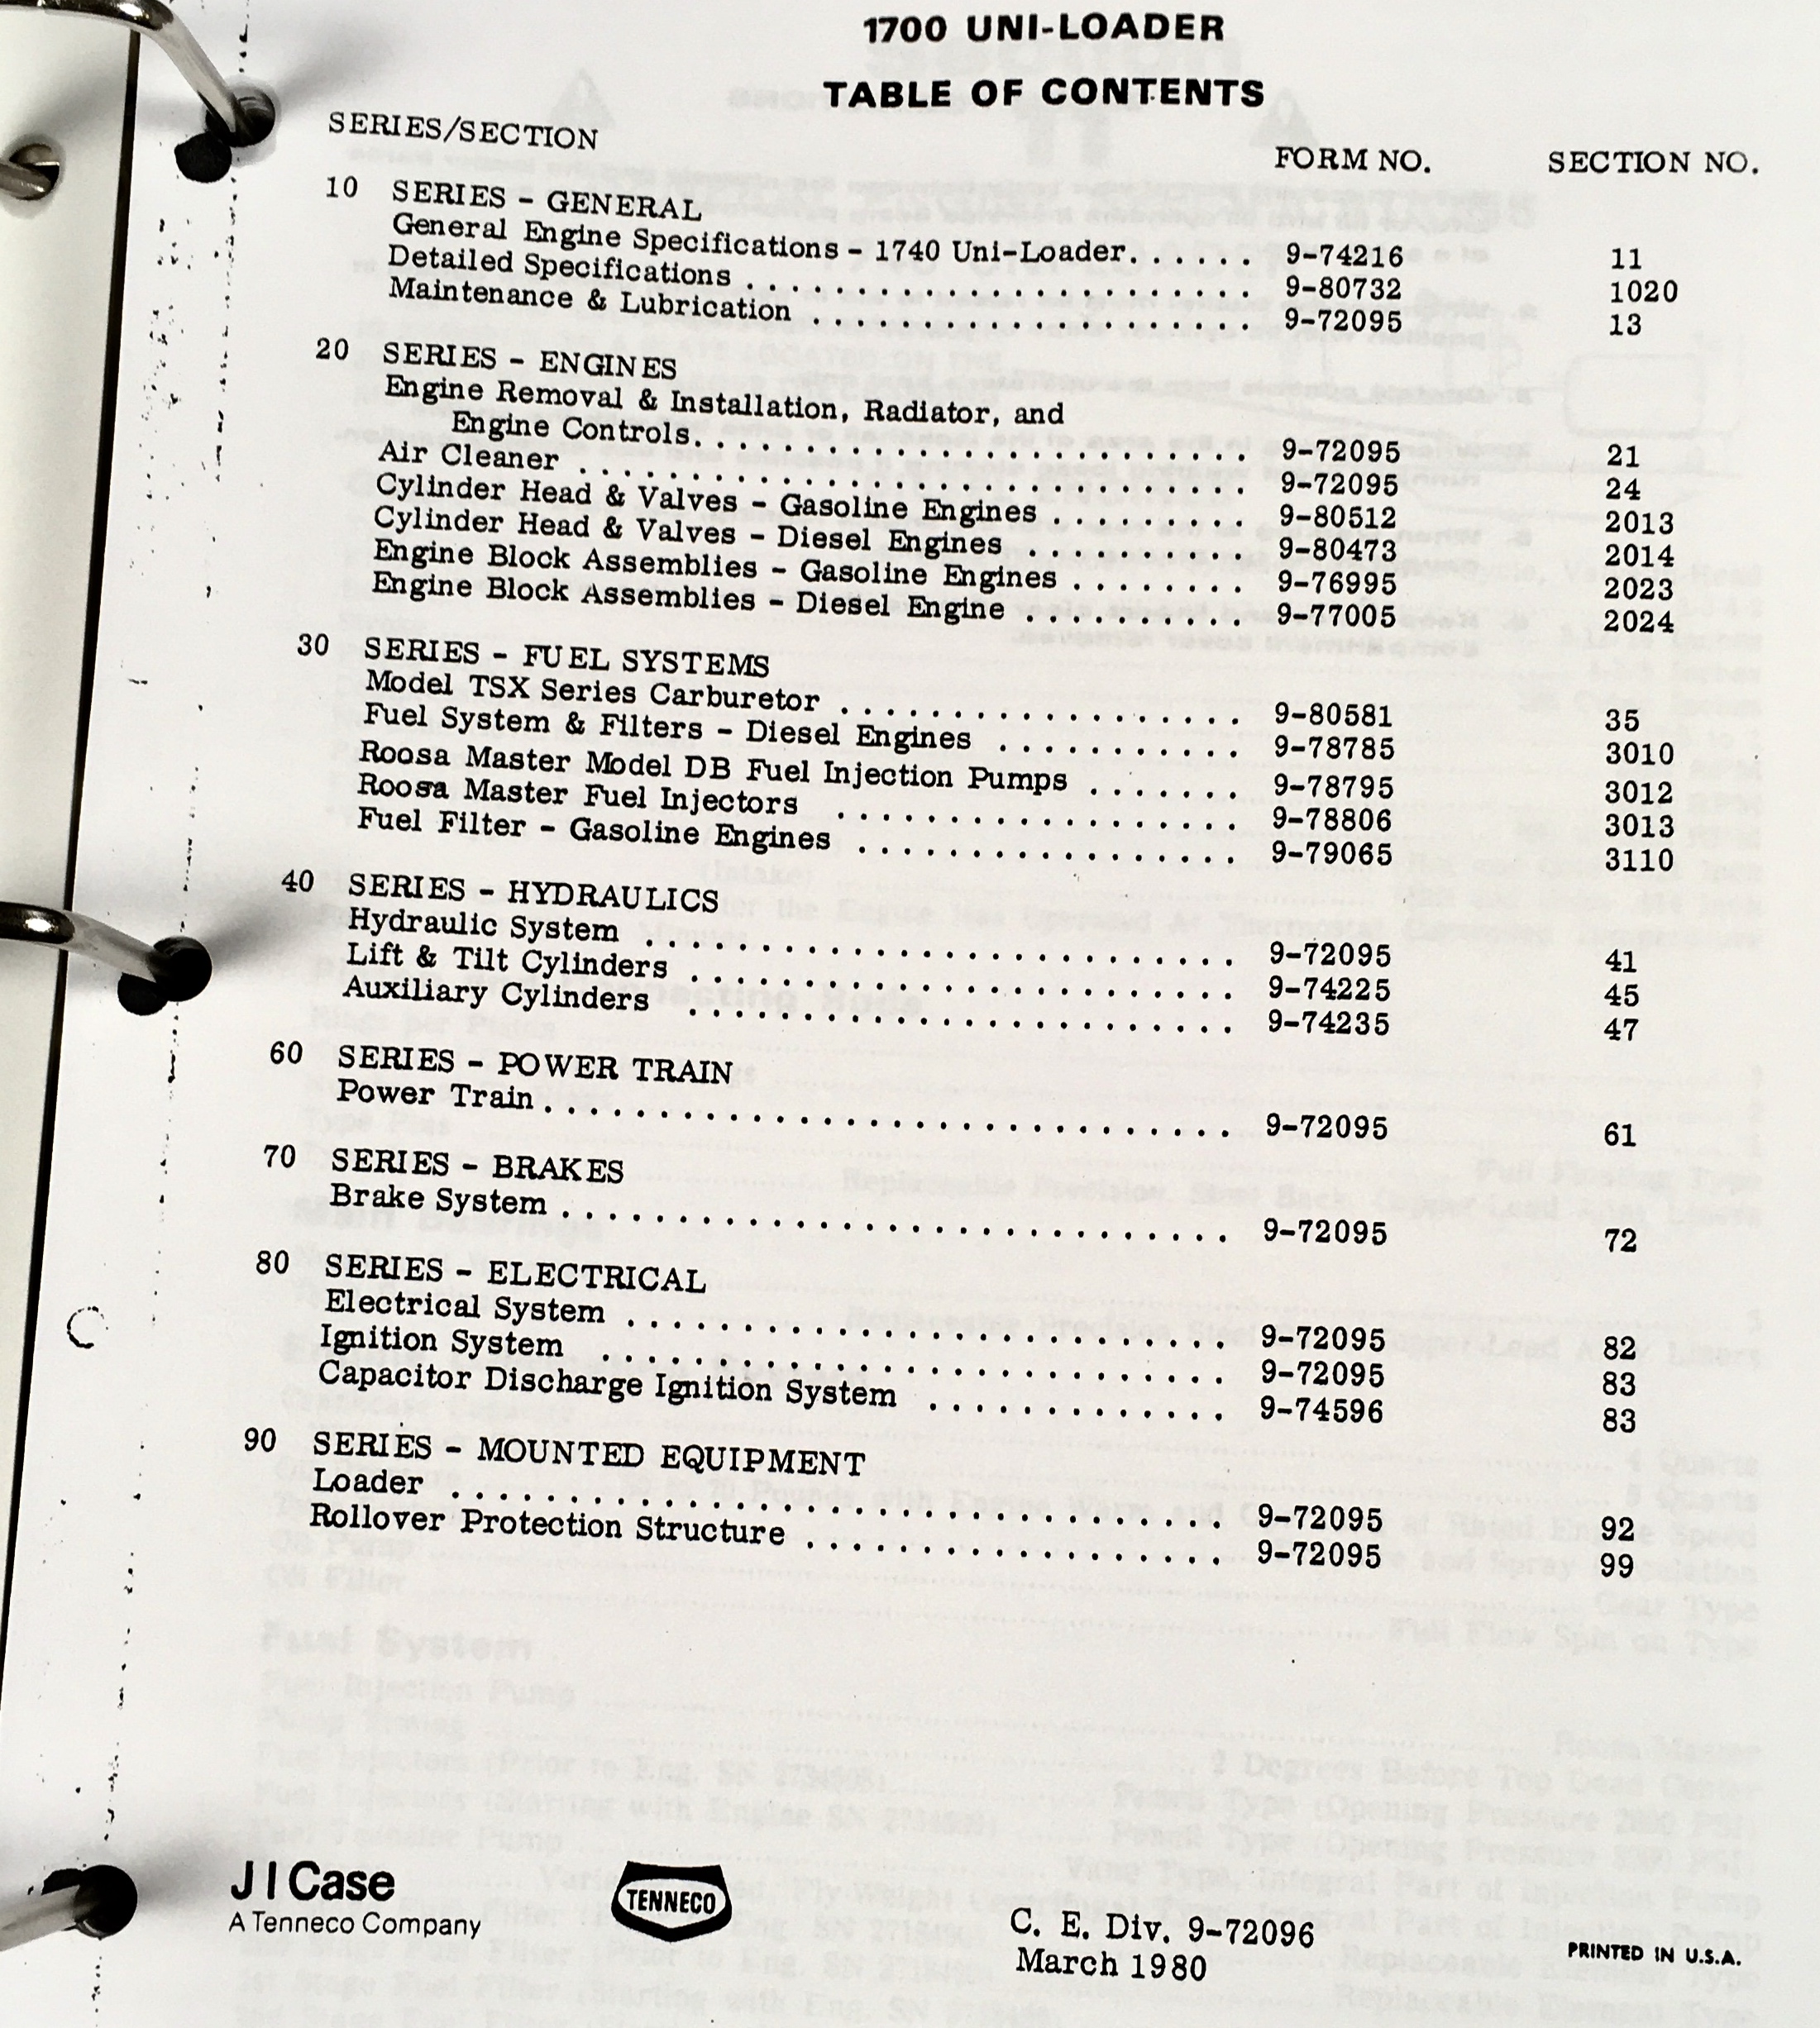 1700 UNI-LOADER
TABLE OF CONTENTS
SERIES/SECTION FORM NO. SECTION NO.
10 SERIES - GENERAL
General Engine Specifications - 1740 Uni-Loader. . . . . . 9-74216 11
Detailed Specifications . . . . . . . . . . . . . . . . . . . . . . 9-80732 1020
Maintenance & Lubrication . . . . . . . . . . . . . . . . . . . 9-72095 13
20 SERIES - ENGINES
Engine Removal & Installation, Radiator, and
Engine Controls. . . . . . . . . . . . . . . . . . . . . . . . 9-72095 21
Air Cleaner . . . . . . . . . . . . . . . . . . . . . . . . . . . . 9-72095 24
Cylinder Head & Valves - Gasoline Engines . . . . . . . . . 9-80512 2013
Cylinder Head & Valves - Diesel Engines . . . . . . . . . . 9-80473 2014
Engine Block Assemblies - Gasoline Engines . . . . . . . . 9-76995 2023
Engine Block Assemblies - Diesel Engine . . . . . . . . . . 9-77005 2024
30 SERIES - FUEL SYSTEMS
Model TSX Series Carburetor . . . . . . . . . . . . . . . . . . 9-80581 35
Fuel System & Filters - Diesel Engines . . . . . . . . . . . 9-78785 3010
Roosa Master Model DB Fuel Injection Pumps . . . . . . . 9-78795 3012
Roosa Master Fuel Injectors . . . . . . . . . . . . . . . . . . 9-78806 3013
Fuel Filter - Gasoline Engines . . . . . . . . . . . . . . . . . 9-79065 3110
40 SERIES - HYDRAULICS
Hydraulic System . . . . . . . . . . . . . . . . . . . . . . . . . . 9-72095 41
Lift & Tilt Cylinders . . . . . . . . . . . . . . . . . . . . . . . . 9-74225 45
Auxiliary Cylinders . . . . . . . . . . . . . . . . . . . . . . . . 9-74235 47
60 SERIES - POWER TRAIN
Power Train . . . . . . . . . . . . . . . . . . . . . . . . . . . . . . 9-72095 61
70 SERIES - BRAKES
Brake System . . . . . . . . . . . . . . . . . . . . . . . . . . . . . 9-72095 72
80 SERIES - ELECTRICAL
Electrical System . . . . . . . . . . . . . . . . . . . . . . . . . . 9-72095 82
Ignition System . . . . . . . . . . . . . . . . . . . . . . . . . . . 9-72095 83
Capacitor Discharge Ignition System . . . . . . . . . . . . . 9-74596 83
90 SERIES - MOUNTED EQUIPMENT
Loader . . . . . . . . . . . . . . . . . . . . . . . . . . . . . . . . . 9-72095 92
Rollover Protection Structure . . . . . . . . . . . . . . . . . . 9-72095 99
J I Case
A Tenneco Company
TENNECO
C. E. Div. 9-72096
March 1980
PRINTED IN U.S.A.